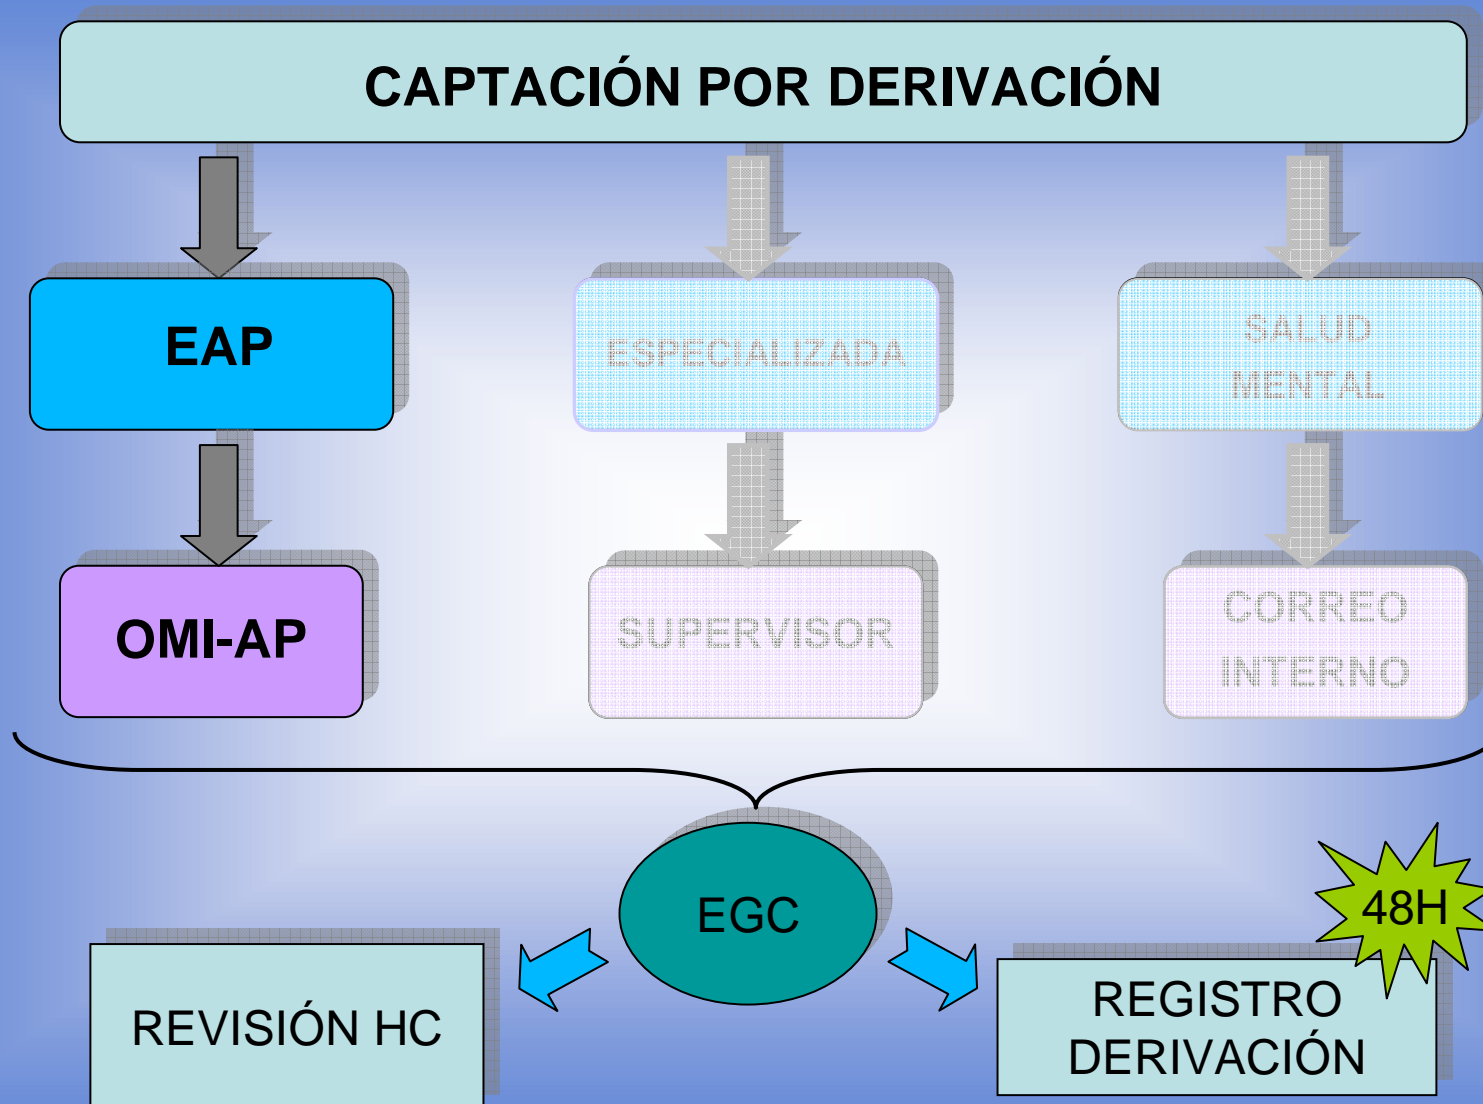 CAPTACIÓN POR DERIVACIÓN
EAP
ESPECIALIZADA
SALUD
MENTAL
OMI-AP
SUPERVISOR
CORREO
INTERNO
EGC
48H
REVISIÓN HC
REGISTRO
DERIVACIÓN